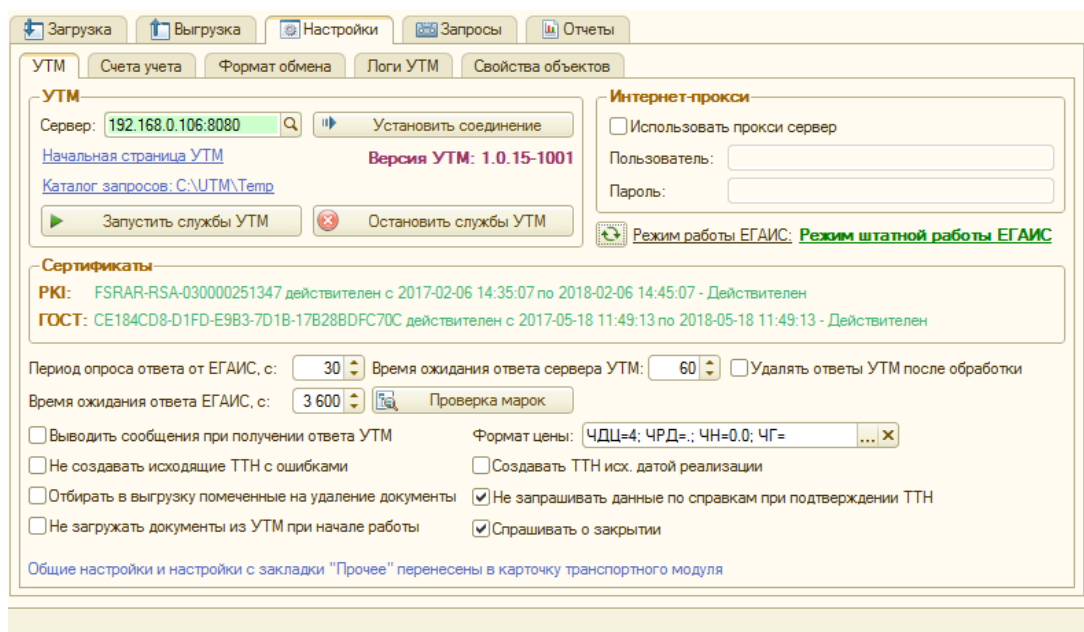 Загрузка Выгрузка Настройки Запросы Отчеты
УТМ Счета учета Формат обмена Логи УТМ Свойства объектов
УТМ
Сервер: 192.168.0.106:8080 Установить соединение
Начальная страница УТМ Версия УТМ: 1.0.15-1001
Каталог запросов: C:\UTM\Temp
Запустить службы УТМ Остановить службы УТМ
Интернет-прокси
Использовать прокси сервер
Пользователь:
Пароль:
Режим работы ЕГАИС: Режим штатной работы ЕГАИС
Сертификаты
PKI: FSRAR-RSA-030000251347 действителен с 2017-02-06 14:35:07 по 2018-02-06 14:45:07 - Действителен
ГОСТ: CE184CD8-D1FD-E9B3-7D1B-17B28BDFC70C действителен с 2017-05-18 11:49:13 по 2018-05-18 11:49:13 - Действителен
Период опроса ответа от ЕГАИС, с: 30 Время ожидания ответа сервера УТМ: 60 Удалять ответы УТМ после обработки
Время ожидания ответа ЕГАИС, с: 3 600 Проверка марок
Выводить сообщения при получении ответа УТМ Формат цены: ЧДЦ=4; ЧРД=.; ЧН=0.0; ЧГ= ...
Не создавать исходящие ТТН с ошибками Создавать ТТН исх. датой реализации
Отбирать в выгрузку помеченные на удаление документы Не запрашивать данные по справкам при подтверждении ТТН
Не загружать документы из УТМ при начале работы Спрашивать о закрытии
Общие настройки и настройки с закладки "Прочее" перенесены в карточку транспортного модуля